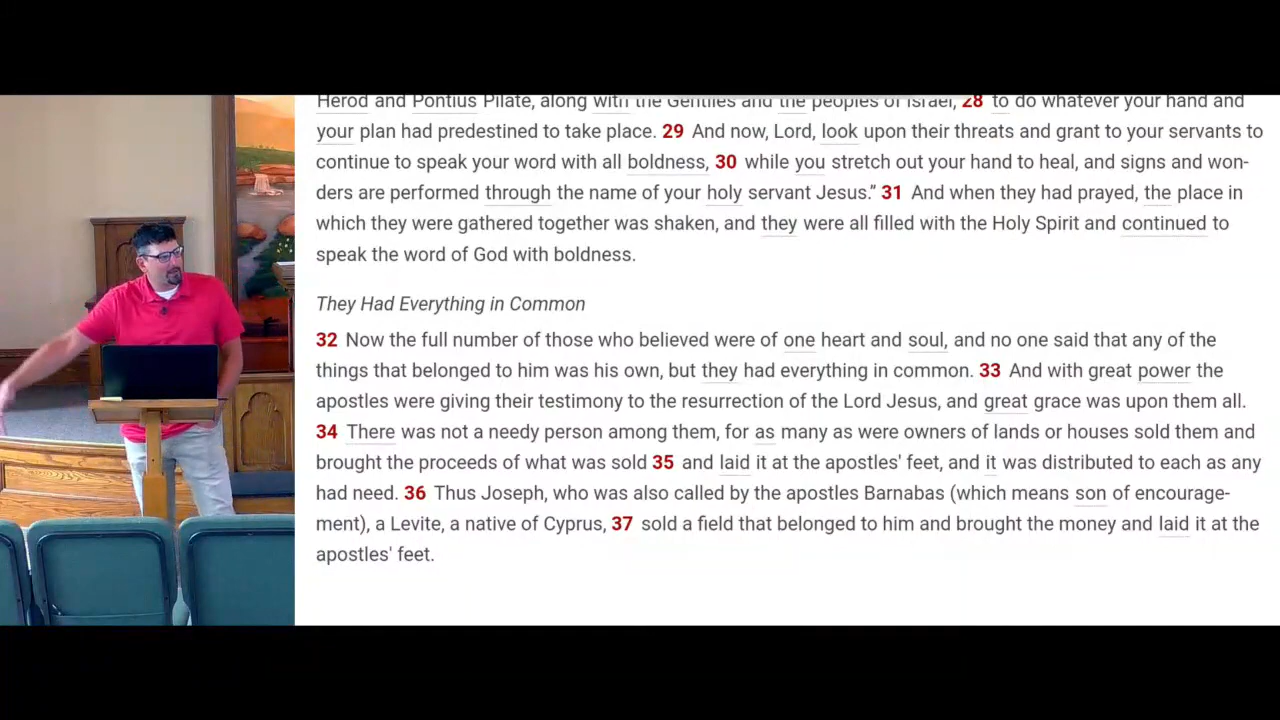 Herod and Pontius Pilate, along with the Gentiles and the peoples of Israel, 28 to do whatever your hand and
your plan had predestined to take place. 29 And now, Lord, look upon their threats and grant to your servants to
continue to speak your word with all boldness, 30 while you stretch out your hand to heal, and signs and won-
ders are performed through the name of your holy servant Jesus.” 31 And when they had prayed, the place in
which they were gathered together was shaken, and they were all filled with the Holy Spirit and continued to
speak the word of God with boldness.
They Had Everything in Common
32 Now the full number of those who believed were of one heart and soul, and no one said that any of the
things that belonged to him was his own, but they had everything in common. 33 And with great power the
apostles were giving their testimony to the resurrection of the Lord Jesus, and great grace was upon them all.
34 There was not a needy person among them, for as many as were owners of lands or houses sold them and
brought the proceeds of what was sold 35 and laid it at the apostles' feet, and it was distributed to each as any
had need. 36 Thus Joseph, who was also called by the apostles Barnabas (which means son of encourage-
ment), a Levite, a native of Cyprus, 37 sold a field that belonged to him and brought the money and laid it at the
apostles' feet.